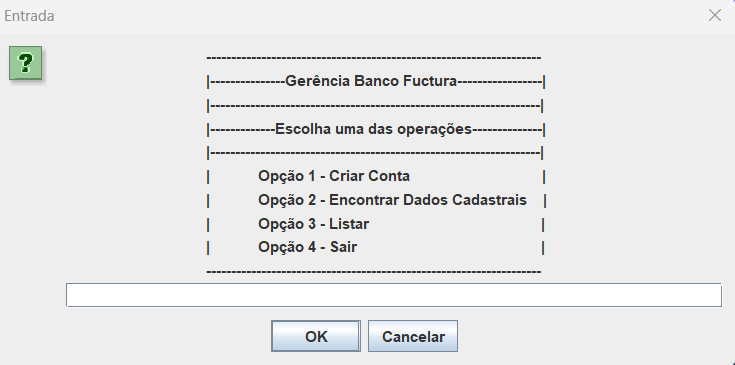 Entrada
?
-------------------------------------------------------------------
|---------------Gerência Banco Fuctura-----------------|
|------------------------------------------------------------------|
|-------------Escolha uma das operações--------------|
|------------------------------------------------------------------|
| Opção 1 - Criar Conta |
| Opção 2 - Encontrar Dados Cadastrais |
| Opção 3 - Listar |
| Opção 4 - Sair |
-------------------------------------------------------------------
OK Cancelar